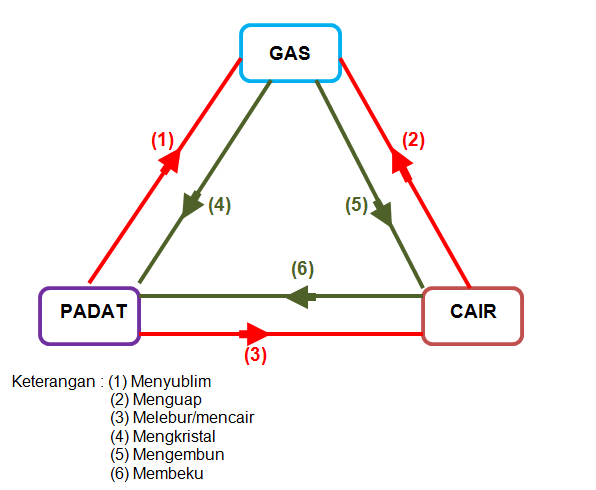 GAS
(1)
(2)
(4)
(5)
(6)
PADAT
CAIR
(3)
Keterangan : (1) Menyublim
(2) Menguap
(3) Melebur/mencair
(4) Mengkristal
(5) Mengembun
(6) Membeku